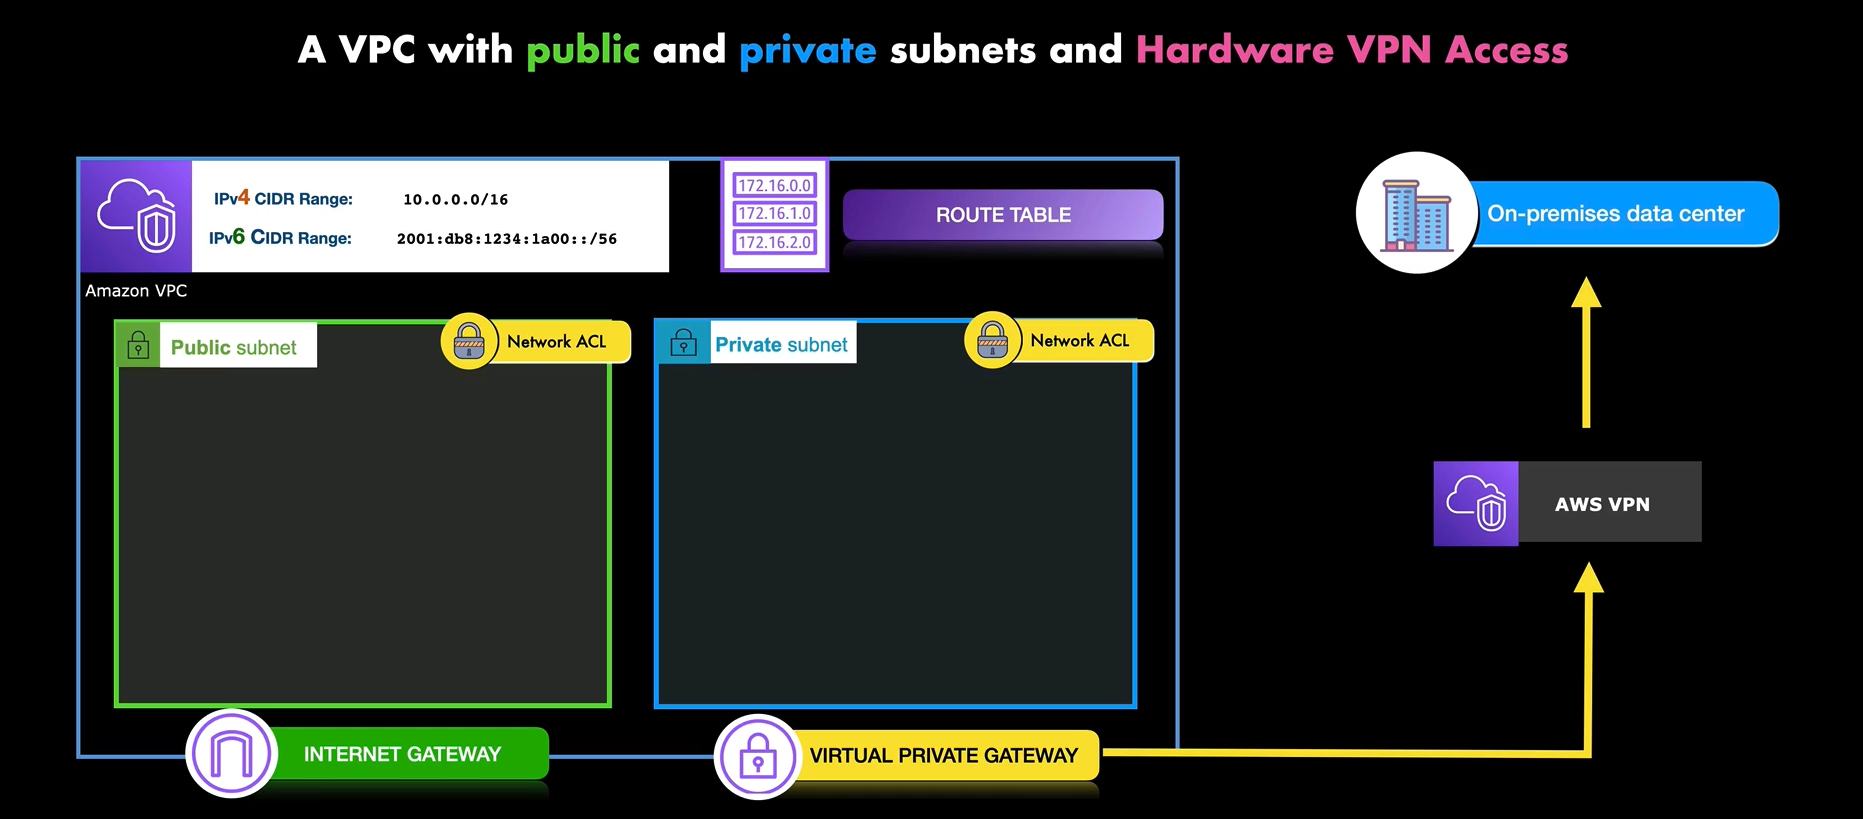 A VPC with public and private subnets and Hardware VPN Access
IPv4 CIDR Range: 10.0.0.0/16
IPv6 CIDR Range: 2001:db8:1234:1a00::/56
172.16.0.0
172.16.1.0
172.16.2.0
ROUTE TABLE
On-premises data center
Amazon VPC
Public subnet
Network ACL
Private subnet
Network ACL
AWS VPN
INTERNET GATEWAY
VIRTUAL PRIVATE GATEWAY